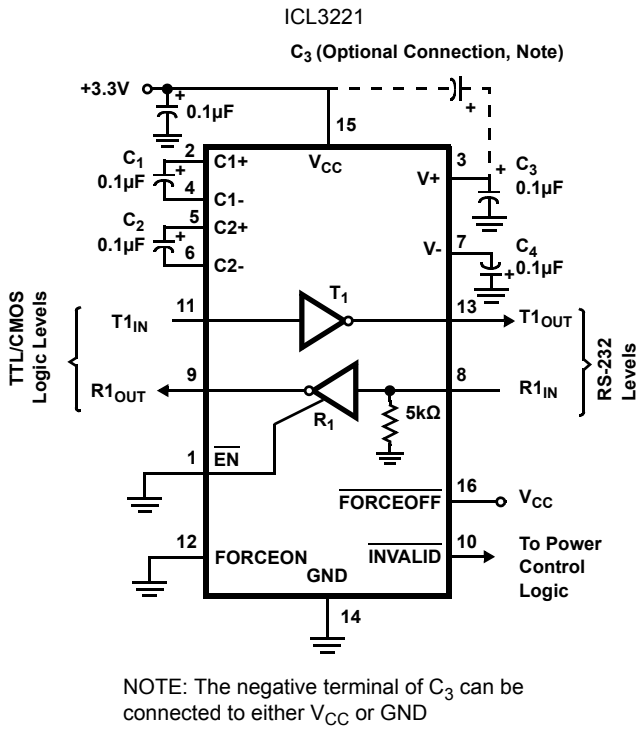 ICL3221
C3 (Optional Connection, Note)
+3.3V
+
0.1µF
+
15
2
C1+
VCC
3
+
C3
0.1µF
C1
0.1µF
+
4
C1-
V+
C2
0.1µF
+
5
C2+
6
C2-
V-
7
C4
+
0.1µF
TTL/CMOS
Logic Levels
T1IN
11
T1
13
T1OUT
R1OUT
9
R1
5kΩ
8
R1IN
RS-232
Levels
1
EN
FORCEOFF
16
VCC
12
FORCEON
INVALID
10
To Power
Control
Logic
GND
14
NOTE: The negative terminal of C3 can be
connected to either VCC or GND